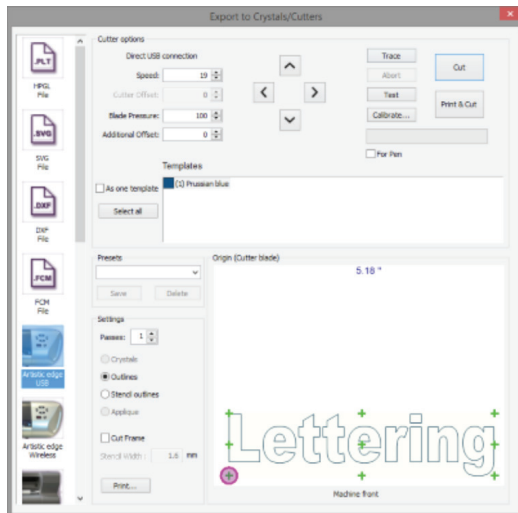 Export to Crystals/Cutters
.PLT
HPGL
File
.SVG
SVG
File
.DXF
DXF
File
.FCM
FCM
File
Artistic edge
USB
Artistic edge
Wireless
Cutter options
Direct USB connection
Speed: 19
Cutter Offset: 0
Blade Pressure: 100
Additional Offset: 0
Trace
Abort
Test
Calibrate...
Cut
Print & Cut
For Pen
Templates
As one template
Select all
(1) Prussian blue
Presets
Save Delete
Settings
Passes: 1
Crystals
Outlines
Stencil outlines
Applique
Cut Frame
Stencil Width : 1.6 mm
Print...
Origin (Cutter blade)
5.18 "
Lettering
Machine front